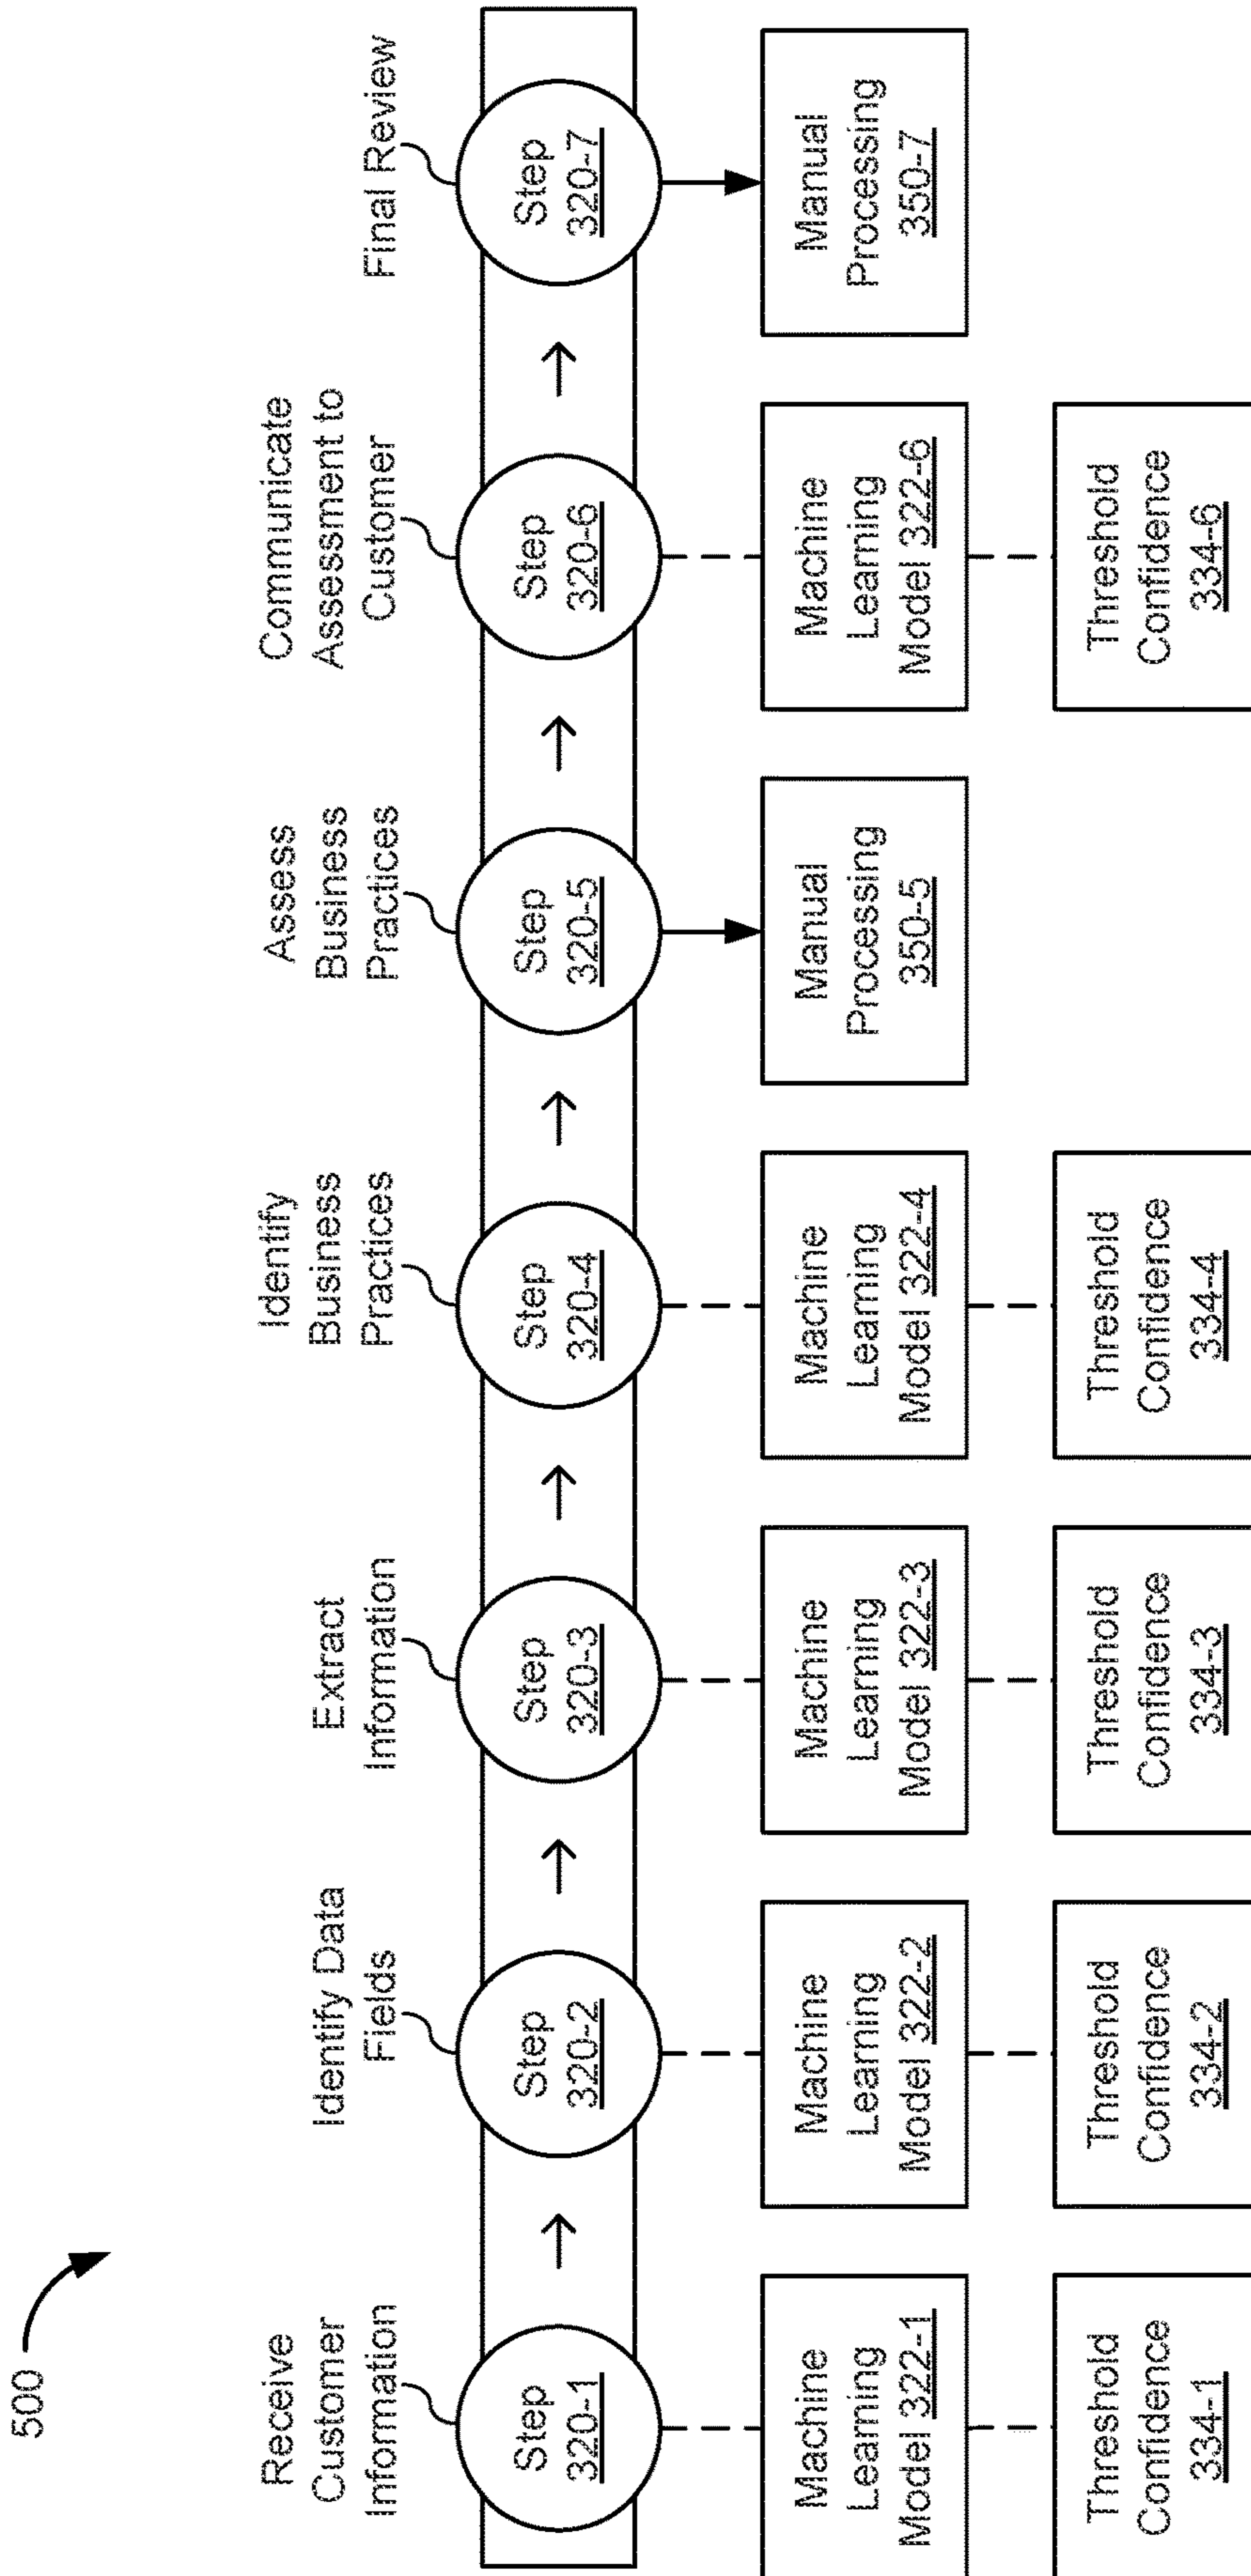 500
Receive
Customer
Information
Identify Data
Fields
Extract
Information
Identify
Business
Practices
Assess
Business
Practices
Communicate
Assessment to
Customer
Final Review
Step
320-1
Step
320-2
Step
320-3
Step
320-4
Step
320-5
Step
320-6
Step
320-7
Machine
Learning
Model 322-1
Machine
Learning
Model 322-2
Machine
Learning
Model 322-3
Machine
Learning
Model 322-4
Manual
Processing
350-5
Machine
Learning
Model 322-6
Manual
Processing
350-7
Threshold
Confidence
334-1
Threshold
Confidence
334-2
Threshold
Confidence
334-3
Threshold
Confidence
334-4
Threshold
Confidence
334-6